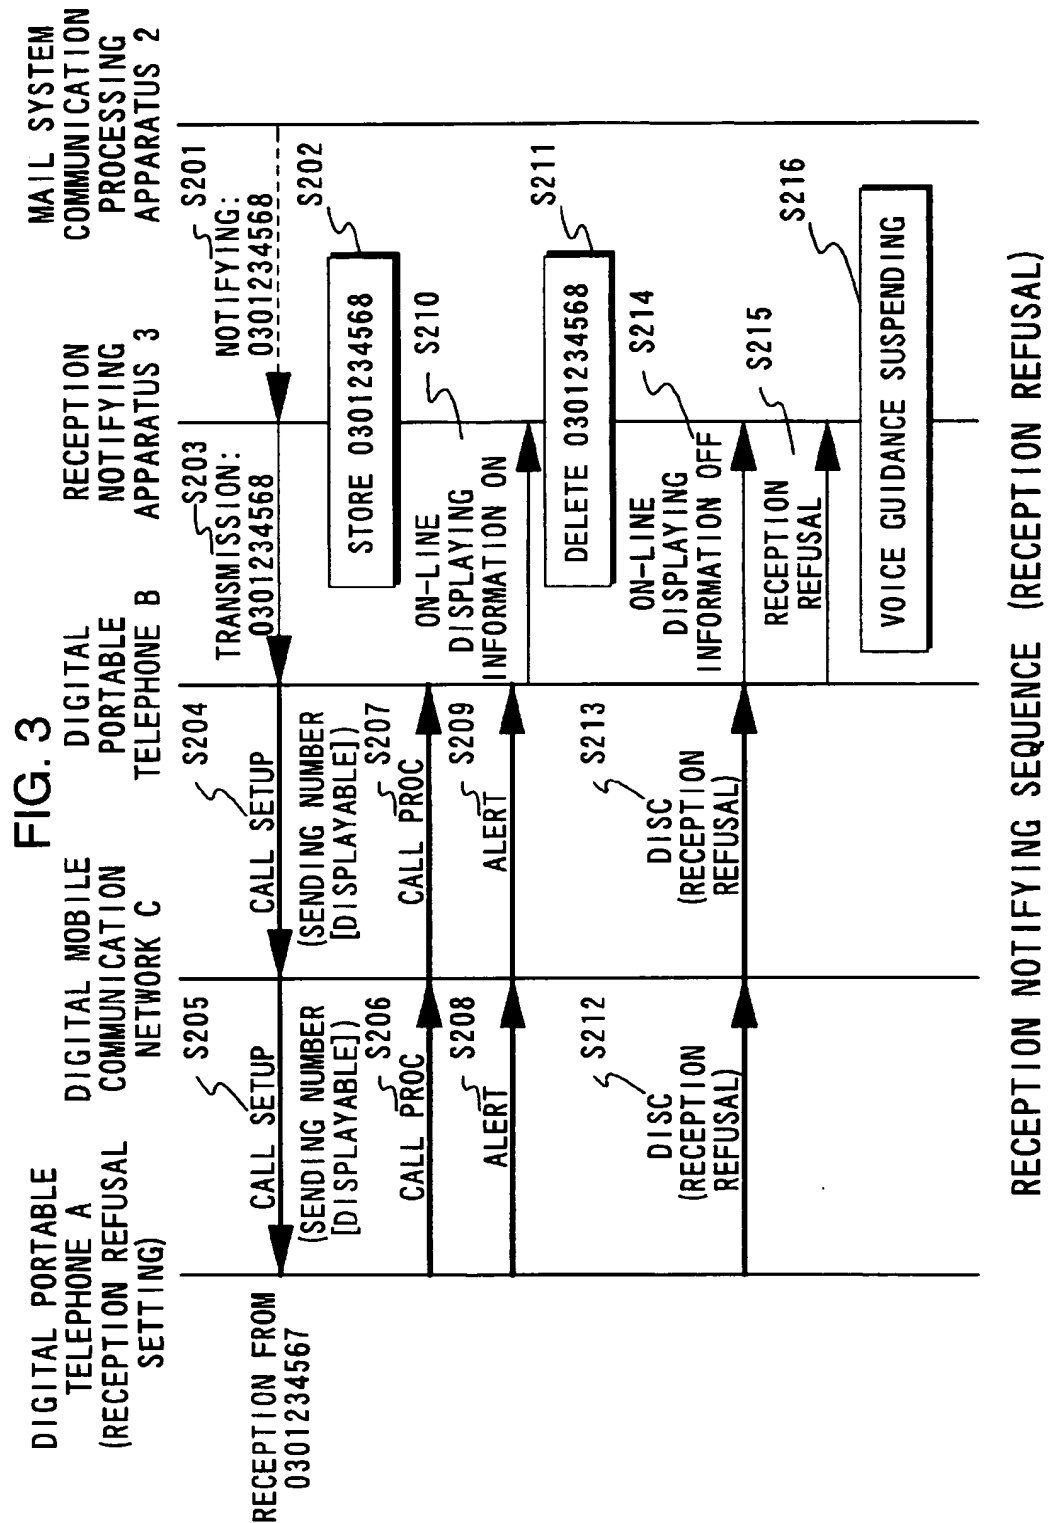 FIG. 3
DIGITAL PORTABLE
TELEPHONE A
(RECEPTION REFUSAL
SETTING)
DIGITAL MOBILE
COMMUNICATION
NETWORK C
DIGITAL
PORTABLE
TELEPHONE B
RECEPTION
NOTIFYING
APPARATUS 3
MAIL SYSTEM
COMMUNICATION
PROCESSING
APPARATUS 2
S201
NOTIFYING:
0301234568
S202
STORE 0301234568
S203
TRANSMISSION:
0301234568
S204
CALL SETUP
(SENDING NUMBER
[DISPLAYABLE])
S205
CALL SETUP
(SENDING NUMBER
[DISPLAYABLE])
RECEPTION FROM
0301234567
S206
CALL PROC
S207
CALL PROC
S208
ALERT
S209
ALERT
S210
ON-LINE
DISPLAYING
INFORMATION ON
S211
DELETE 0301234568
S212
DISC
(RECEPTION
REFUSAL)
S213
DISC
(RECEPTION
REFUSAL)
S214
ON-LINE
DISPLAYING
INFORMATION OFF
S215
RECEPTION
REFUSAL
S216
VOICE GUIDANCE SUSPENDING
RECEPTION NOTIFYING SEQUENCE (RECEPTION REFUSAL)